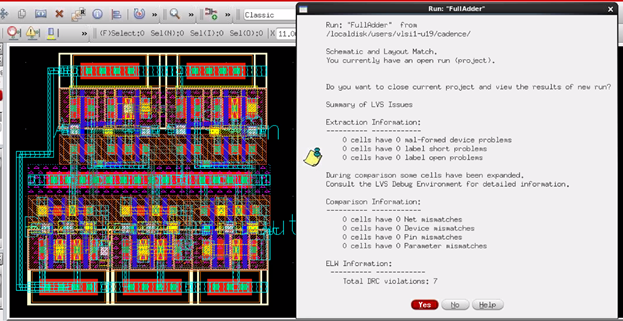 Classic
(F)Select:0 Sel(N):0 Sel(I):0 Sel(O):0 X 11.0
Run: "FullAdder"
Run: "FullAdder" from
/localdisk/users/vlsi1-u19/cadence/
Schematic and Layout Match.
You currently have an open run (project).
Do you want to close current project and view the results of new run?
Summary of LVS Issues
Extraction Information:
---------- ------------
0 cells have 0 mal-formed device problems
0 cells have 0 label short problems
0 cells have 0 label open problems
During comparison some cells have been expanded.
Consult the LVS Debug Environment for detailed information.
Comparison Information:
---------- ------------
0 cells have 0 Net mismatches
0 cells have 0 Device mismatches
0 cells have 0 Pin mismatches
0 cells have 0 Parameter mismatches
ELW Information:
---------- ------------
Total DRC violations: 7
Yes No Help